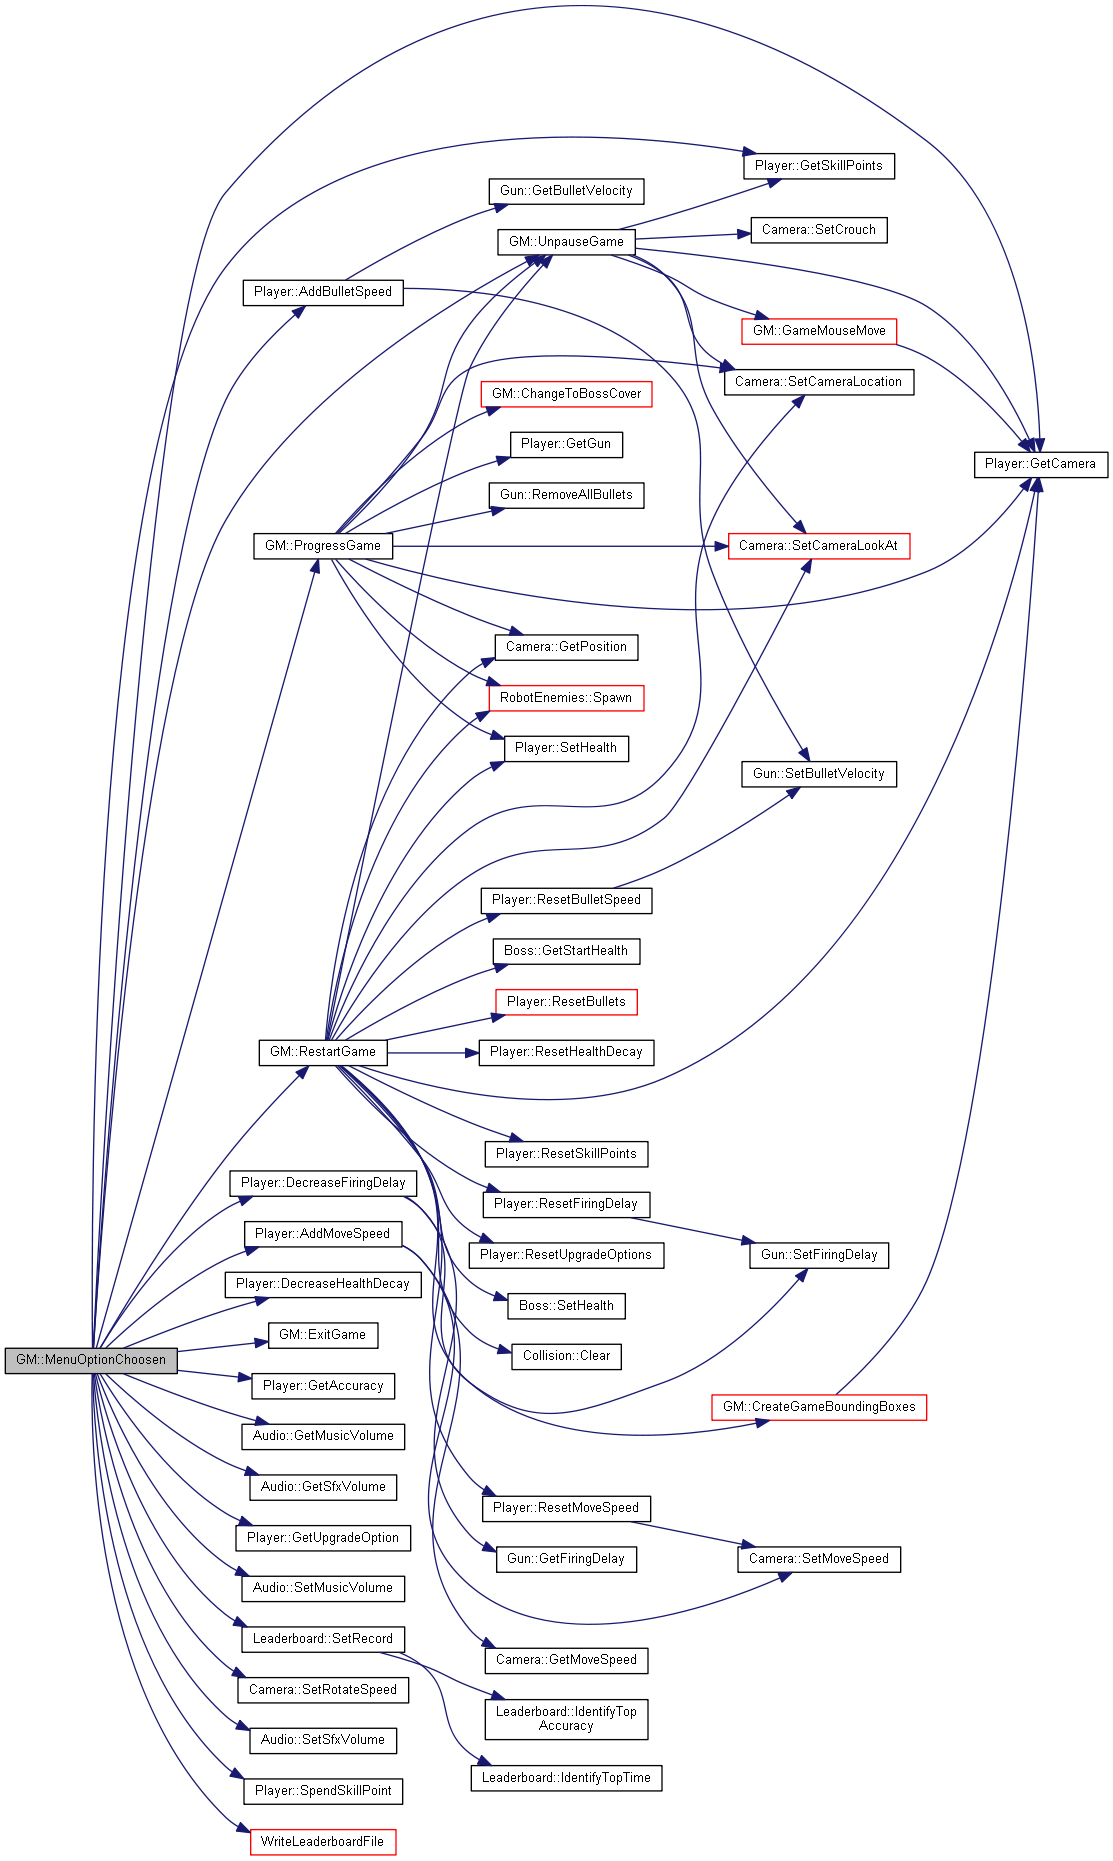 Player::GetSkillPoints
Gun::GetBulletVelocity
Camera::SetCrouch
GM::UnpauseGame
Player::AddBulletSpeed
GM::GameMouseMove
Camera::SetCameraLocation
GM::ChangeToBossCover
Player::GetGun
Player::GetCamera
Gun::RemoveAllBullets
GM::ProgressGame
Camera::SetCameraLookAt
Camera::GetPosition
RobotEnemies::Spawn
Player::SetHealth
Gun::SetBulletVelocity
Player::ResetBulletSpeed
Boss::GetStartHealth
Player::ResetBullets
GM::RestartGame
Player::ResetHealthDecay
Player::ResetSkillPoints
Player::DecreaseFiringDelay
Player::ResetFiringDelay
Player::AddMoveSpeed
Player::ResetUpgradeOptions
Gun::SetFiringDelay
Player::DecreaseHealthDecay
Boss::SetHealth
GM::ExitGame
Collision::Clear
GM::MenuOptionChoosen
Player::GetAccuracy
GM::CreateGameBoundingBoxes
Audio::GetMusicVolume
Audio::GetSfxVolume
Player::ResetMoveSpeed
Player::GetUpgradeOption
Gun::GetFiringDelay
Camera::SetMoveSpeed
Audio::SetMusicVolume
Leaderboard::SetRecord
Camera::GetMoveSpeed
Camera::SetRotateSpeed
Leaderboard::IdentifyTop
Accuracy
Audio::SetSfxVolume
Leaderboard::IdentifyTopTime
Player::SpendSkillPoint
WriteLeaderboardFile